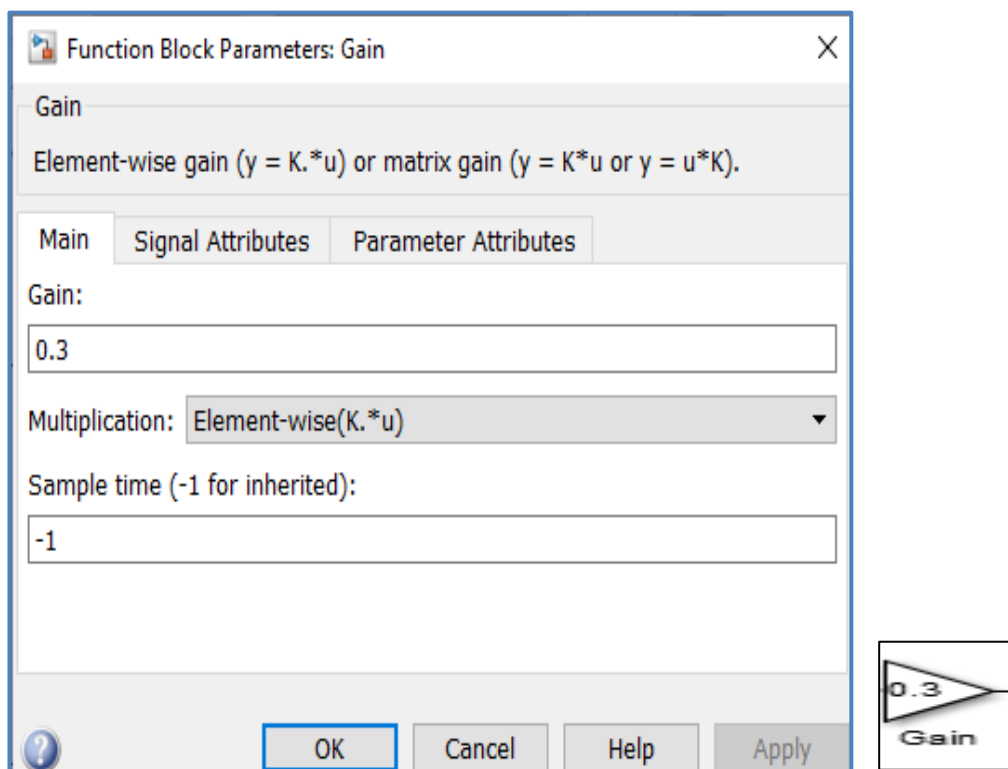 Function Block Parameters: Gain
Gain
Element-wise gain (y = K.*u) or matrix gain (y = K*u or y = u*K).
Main Signal Attributes Parameter Attributes
Gain:
0.3
Multiplication: Element-wise(K.*u)
Sample time (-1 for inherited):
-1
OK Cancel Help Apply
0.3
Gain